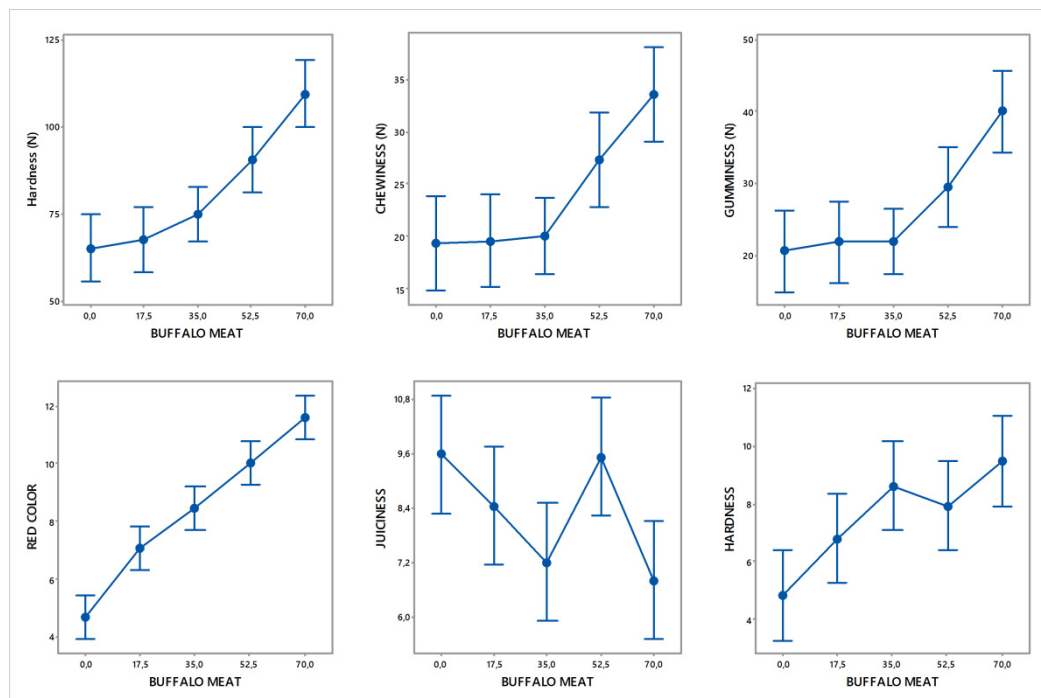 125
100
75
50
Hardness (N)
0,0 17,5 35,0 52,5 70,0
BUFFALO MEAT
35
30
25
20
15
CHEWINESS (N)
0,0 17,5 35,0 52,5 70,0
BUFFALO MEAT
50
40
30
20
GUMMINESS (N)
0,0 17,5 35,0 52,5 70,0
BUFFALO MEAT
12
10
8
6
4
RED COLOR
0,0 17,5 35,0 52,5 70,0
BUFFALO MEAT
10,8
9,6
8,4
7,2
6,0
JUICINESS
0,0 17,5 35,0 52,5 70,0
BUFFALO MEAT
12
10
8
6
4
HARDNESS
0,0 17,5 35,0 52,5 70,0
BUFFALO MEAT